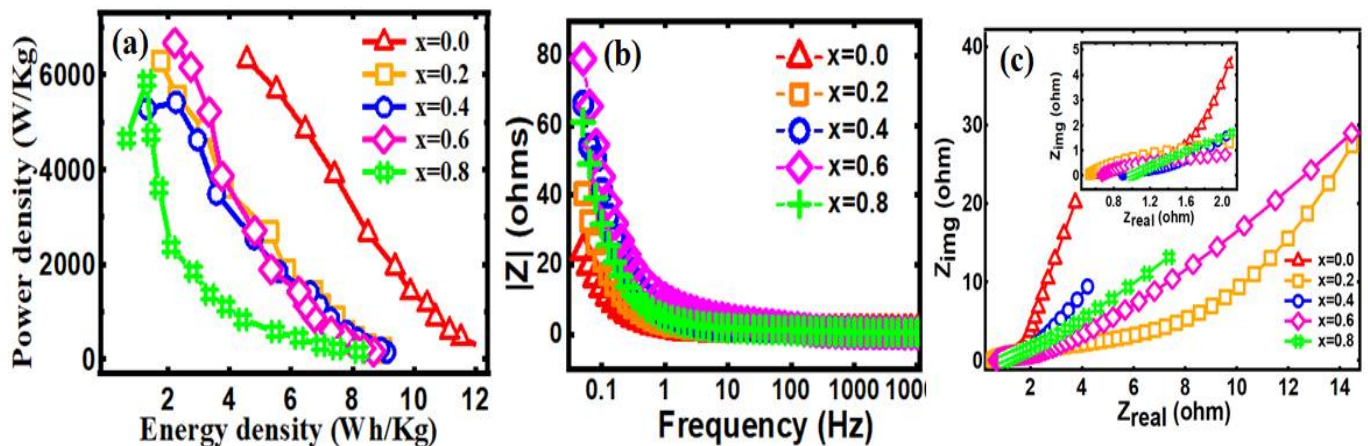 (a)
Power density (W/Kg)
6000
4000
2000
0
x=0.0
x=0.2
x=0.4
x=0.6
x=0.8
2 4 6 8 10 12
Energy density (Wh/Kg)
(b)
|Z| (ohms)
80
60
40
20
0
x=0.0
x=0.2
x=0.4
x=0.6
x=0.8
0.1 1 10 100 1000 10
Frequency (Hz)
(c)
Zimg (ohm)
40
30
20
10
0
Zimg (ohm)
5
4
3
2
1
0
0.8 1.2 1.6 2.0
Zreal (ohm)
x=0.0
x=0.2
x=0.4
x=0.6
x=0.8
2 4 6 8 10 12 14
Zreal (ohm)